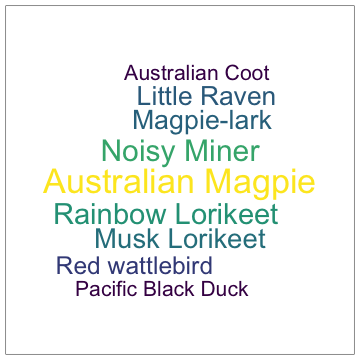 Australian Coot
Little Raven
Magpie-lark
Noisy Miner
Australian Magpie
Rainbow Lorikeet
Musk Lorikeet
Red wattlebird
Pacific Black Duck